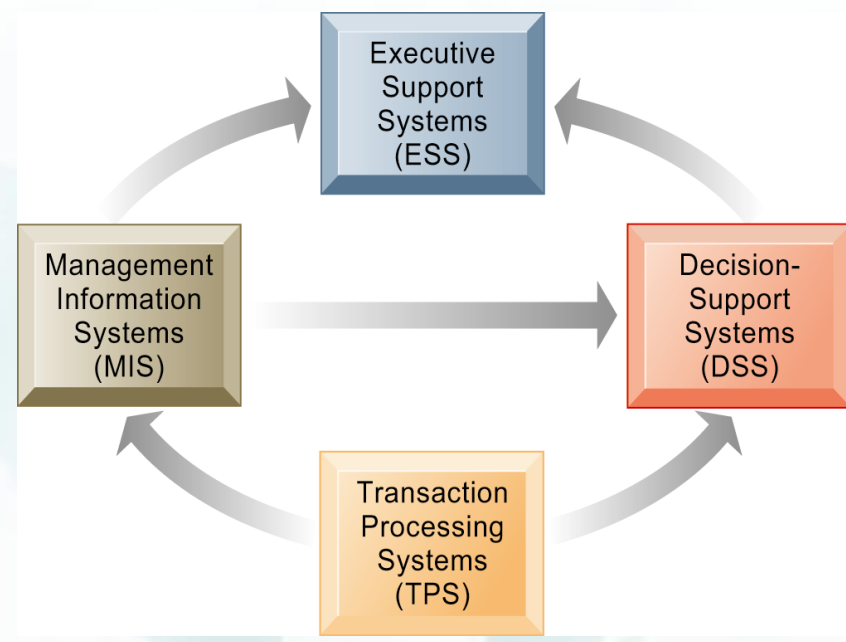 Executive
Support
Systems
(ESS)
Management
Information
Systems
(MIS)
Decision-
Support
Systems
(DSS)
Transaction
Processing
Systems
(TPS)